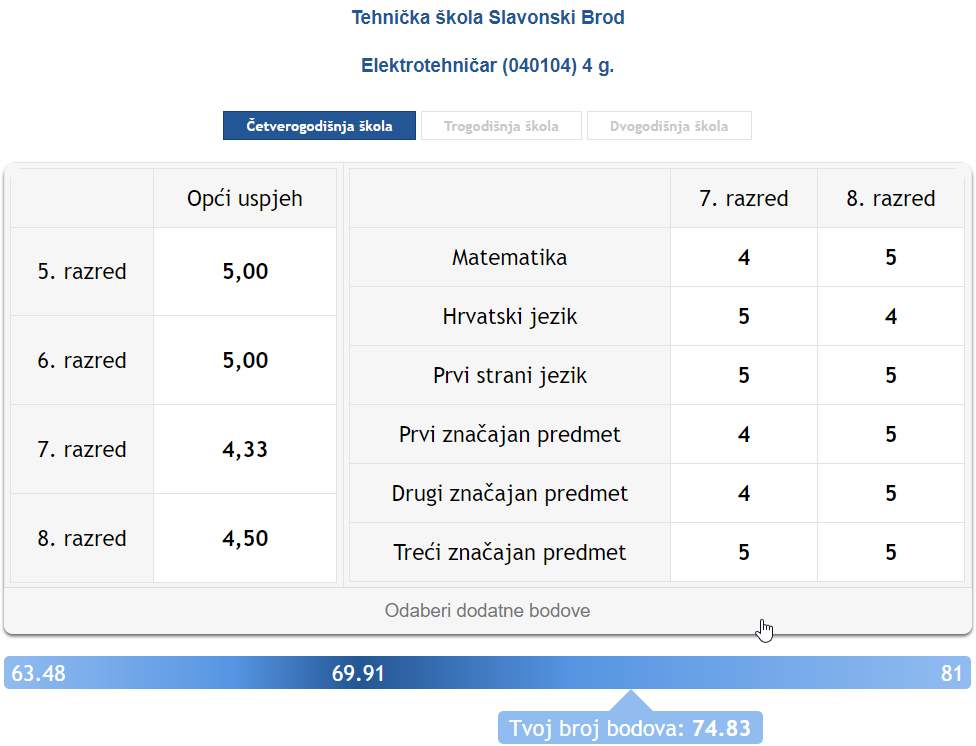 Tehnička škola Slavonski Brod
Elektrotehničar (040104) 4 g.
Četverogodišnja škola Trogodišnja škola Dvogodišnja škola
Opći uspjeh
5. razred 5,00
6. razred 5,00
7. razred 4,33
8. razred 4,50
7. razred 8. razred
Matematika 4 5
Hrvatski jezik 5 4
Prvi strani jezik 5 5
Prvi značajan predmet 4 5
Drugi značajan predmet 4 5
Treći značajan predmet 5 5
Odaberi dodatne bodove
63.48 69.91 81
Tvoj broj bodova: 74.83